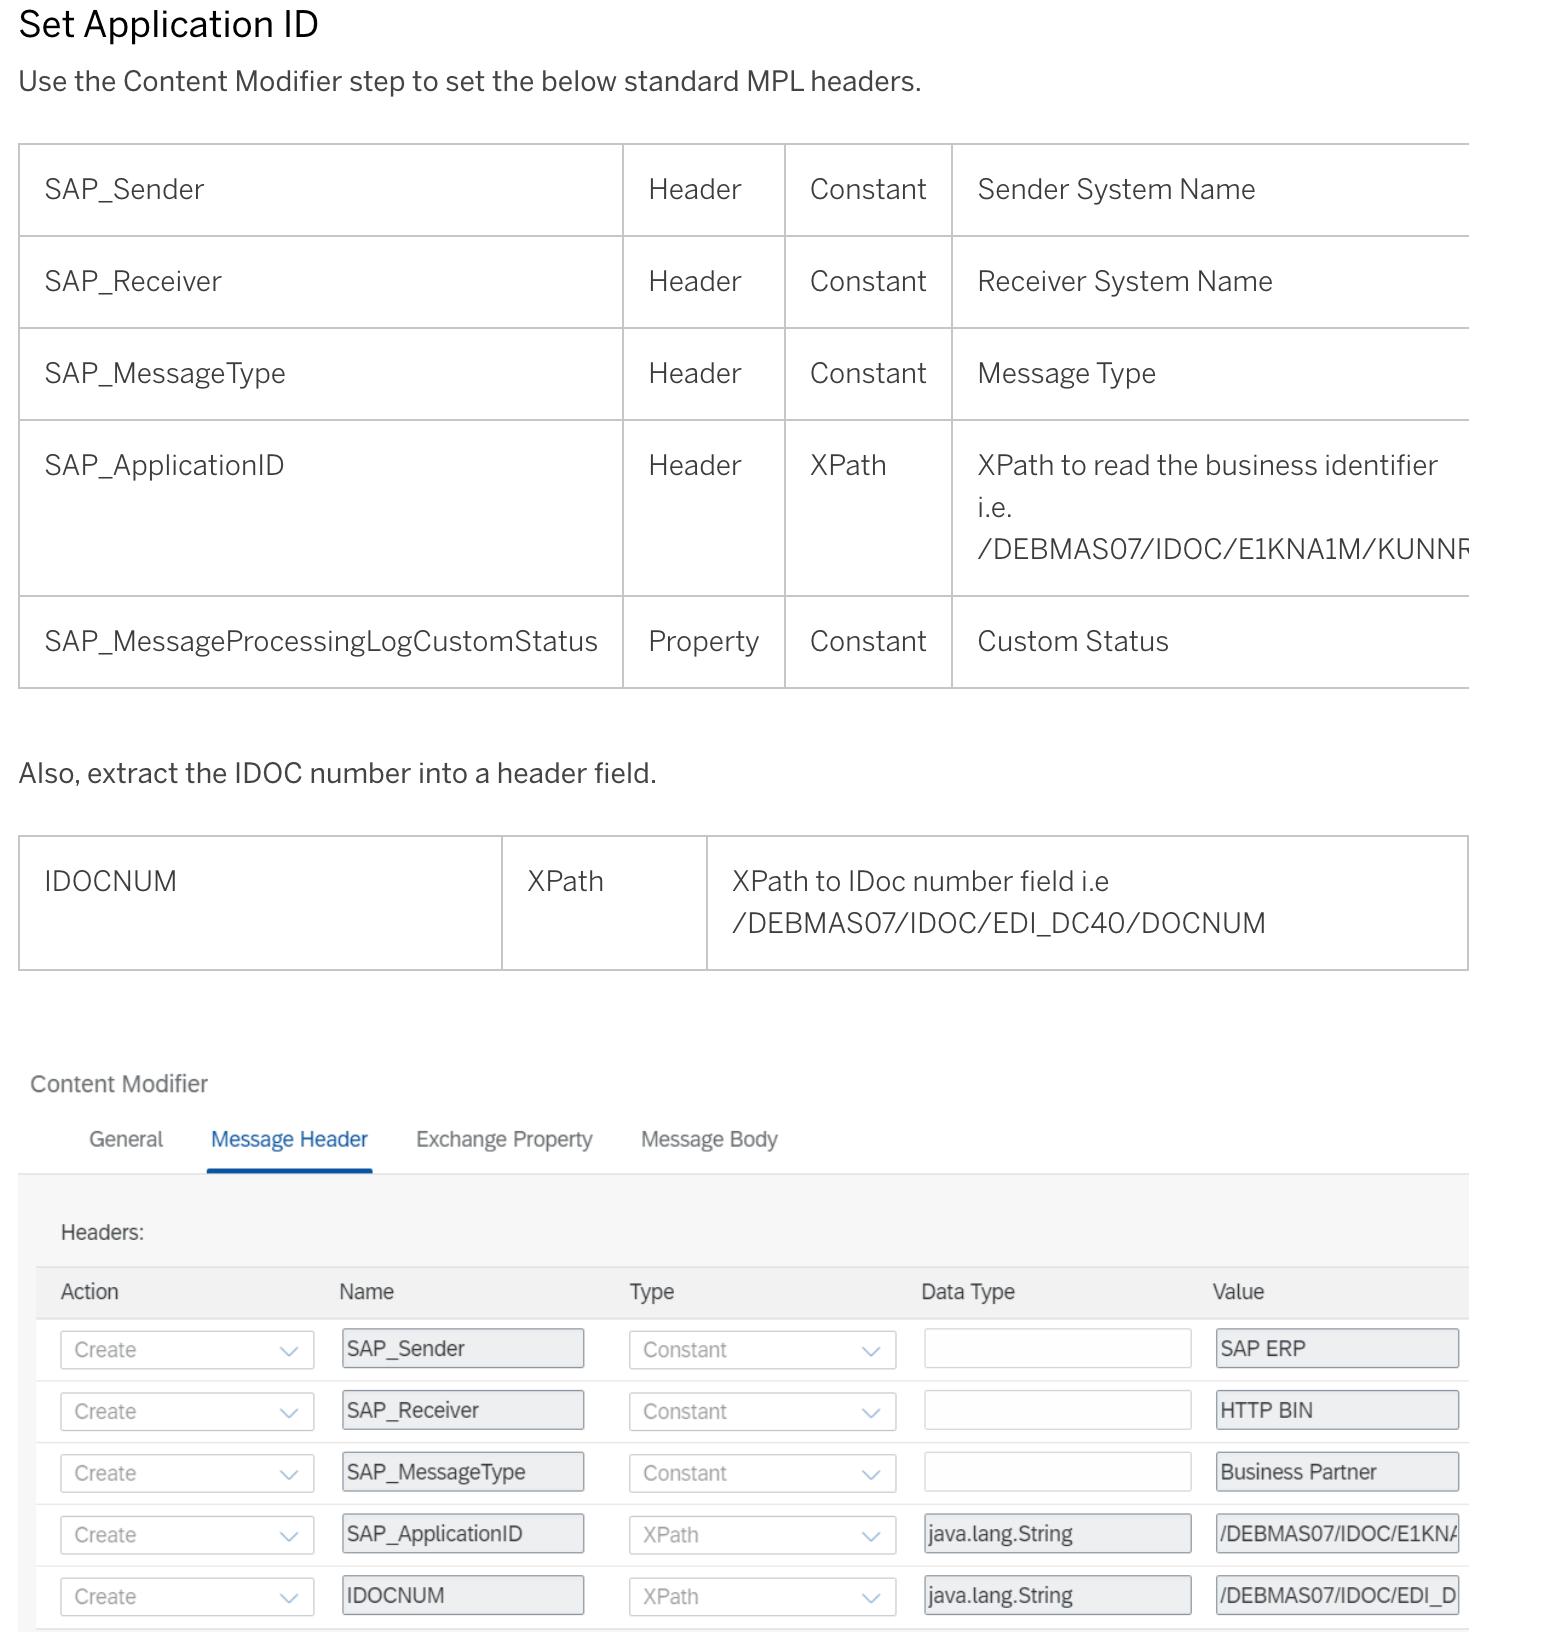 Set Application ID
Use the Content Modifier step to set the below standard MPL headers.
SAP_Sender Header Constant Sender System Name
SAP_Receiver Header Constant Receiver System Name
SAP_MessageType Header Constant Message Type
SAP_ApplicationID Header XPath XPath to read the business identifier
i.e.
/DEBMAS07/IDOC/E1KNA1M/KUNNR
SAP_MessageProcessingLogCustomStatus Property Constant Custom Status
Also, extract the IDOC number into a header field.
IDOCNUM XPath XPath to IDoc number field i.e
/DEBMAS07/IDOC/EDI_DC40/DOCNUM
Content Modifier
General Message Header Exchange Property Message Body
Headers:
Action Name Type Data Type Value
Create SAP_Sender Constant SAP ERP
Create SAP_Receiver Constant HTTP BIN
Create SAP_MessageType Constant Business Partner
Create SAP_ApplicationID XPath java.lang.String /DEBMAS07/IDOC/E1KNA
Create IDOCNUM XPath java.lang.String /DEBMAS07/IDOC/EDI_D